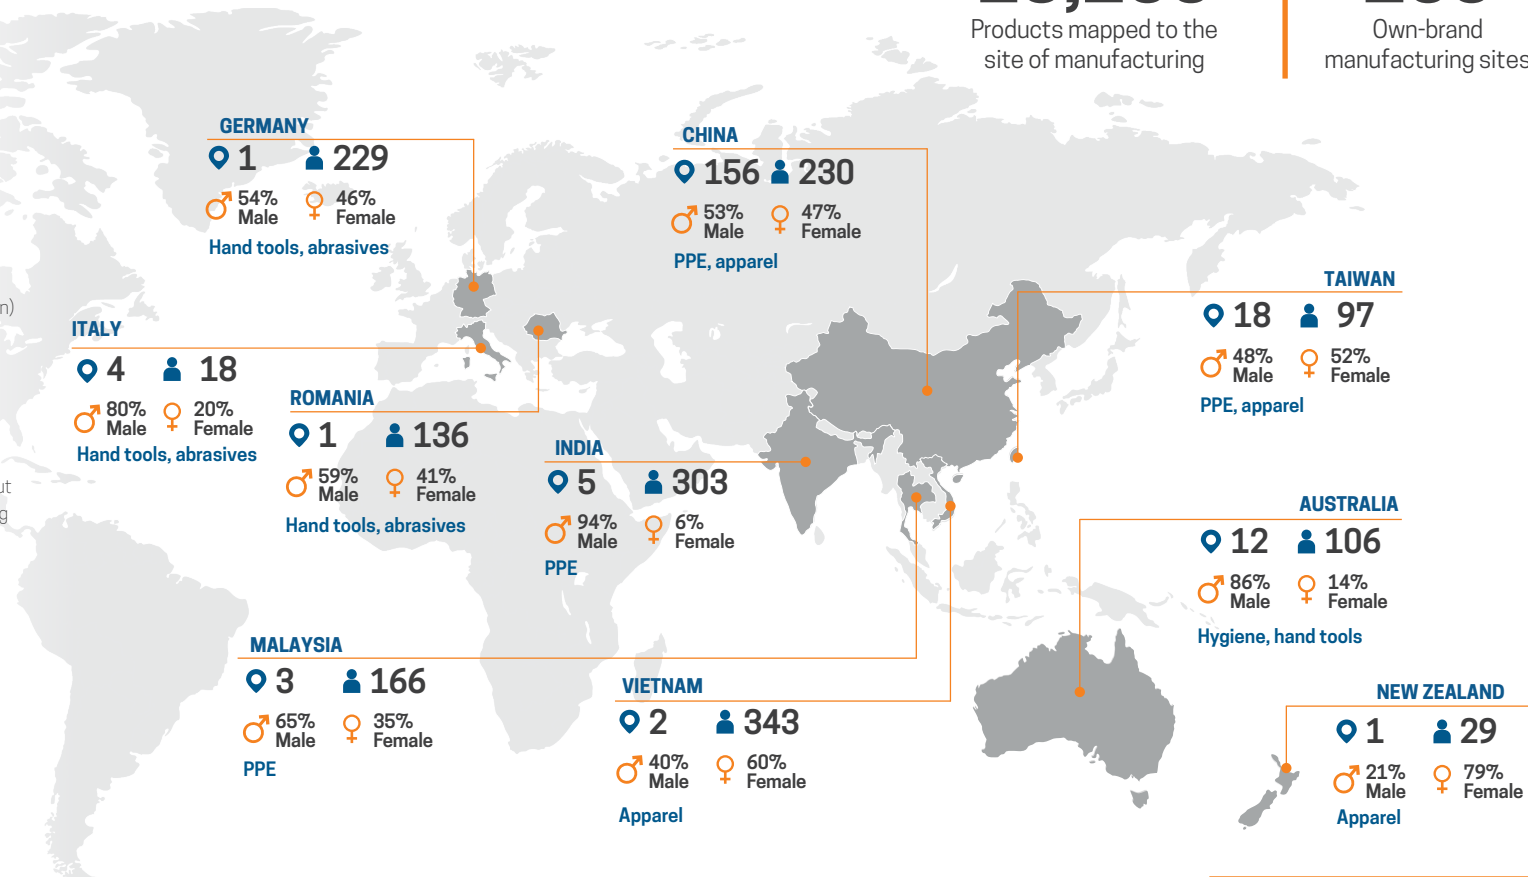 Products mapped to the
site of manufacturing
Own-brand
manufacturing sites
GERMANY
1 229
54% Male 46% Female
Hand tools, abrasives
CHINA
156 230
53% Male 47% Female
PPE, apparel
TAIWAN
18 97
48% Male 52% Female
PPE, apparel
ITALY
4 18
80% Male 20% Female
Hand tools, abrasives
ROMANIA
1 136
59% Male 41% Female
Hand tools, abrasives
INDIA
5 303
94% Male 6% Female
PPE
AUSTRALIA
12 106
86% Male 14% Female
Hygiene, hand tools
MALAYSIA
3 166
65% Male 35% Female
PPE
VIETNAM
2 343
40% Male 60% Female
Apparel
NEW ZEALAND
1 29
21% Male 79% Female
Apparel